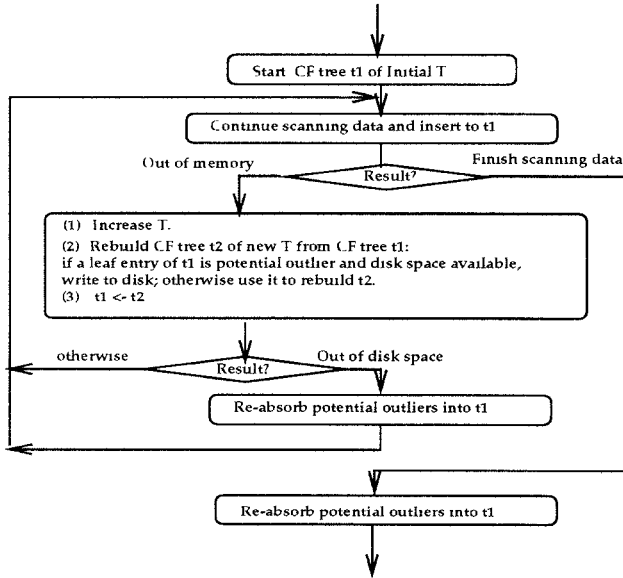 Start CF tree t1 of Initial T
Continue scanning data and insert to t1
Out of memory
Result?
Finish scanning data
(1) Increase T.
(2) Rebuild CF tree t2 of new T from CF tree t1:
if a leaf entry of t1 is potential outlier and disk space available,
write to disk; otherwise use it to rebuild t2.
(3) t1 <- t2
otherwise
Result?
Out of disk space
Re-absorb potential outliers into t1
Re-absorb potential outliers into t1